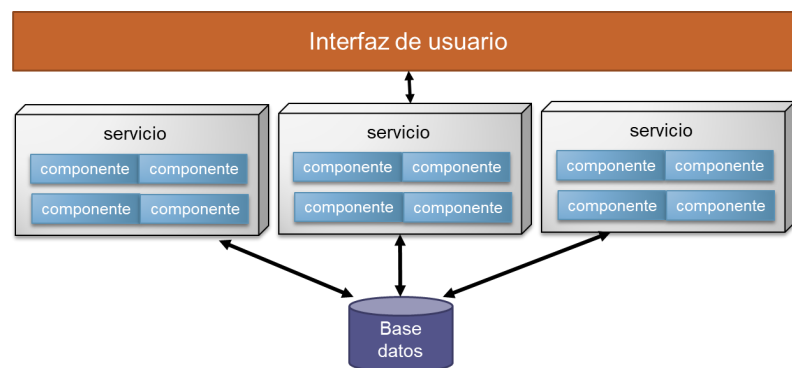 Interfaz de usuario
servicio
componente componente
componente componente
servicio
componente componente
componente componente
servicio
componente componente
componente componente
Base
datos